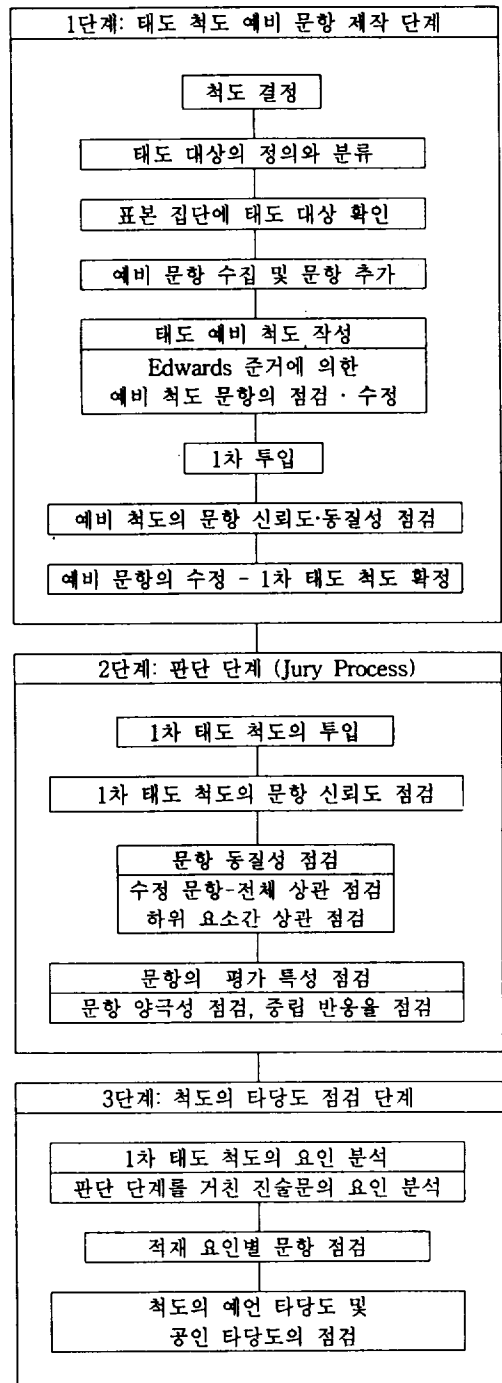 1단계: 태도 척도 예비 문항 제작 단계
척도 결정
태도 대상의 정의와 분류
표본 집단에 태도 대상 확인
예비 문항 수집 및 문항 추가
태도 예비 척도 작성
Edwards 준거에 의한
예비 척도 문항의 점검 · 수정
1차 투입
예비 척도의 문항 신뢰도·동질성 점검
예비 문항의 수정 - 1차 태도 척도 확정
2단계: 판단 단계 (Jury Process)
1차 태도 척도의 투입
1차 태도 척도의 문항 신뢰도 점검
문항 동질성 점검
수정 문항-전체 상관 점검
하위 요소간 상관 점검
문항의 평가 특성 점검
문항 양극성 점검, 중립 반응율 점검
3단계: 척도의 타당도 점검 단계
1차 태도 척도의 요인 분석
판단 단계를 거친 진술문의 요인 분석
적재 요인별 문항 점검
척도의 예언 타당도 및
공인 타당도의 점검